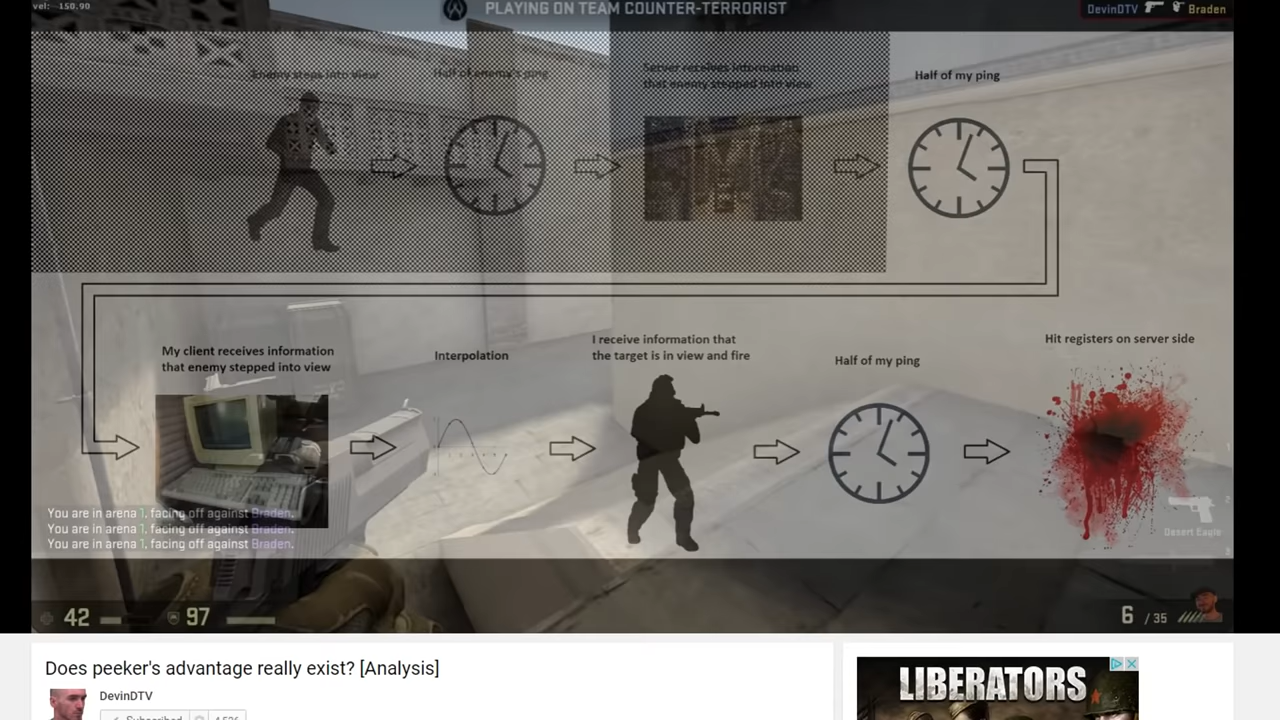 vel: 150.90
PLAYING ON TEAM COUNTER-TERRORIST
DevinDTV Braden
Enemy steps into view
Half of enemy's ping
Server receives information
that enemy stepped into view
Half of my ping
My client receives information
that enemy stepped into view
Interpolation
I receive information that
the target is in view and fire
Half of my ping
Hit registers on server side
You are in arena 1, facing off against Braden.
You are in arena 1, facing off against Braden.
You are in arena 1, facing off against Braden.
1
2
Desert Eagle
3
42 97
6 / 35
Does peeker's advantage really exist? [Analysis]
DevinDTV
Subscribed
LIBERATORS